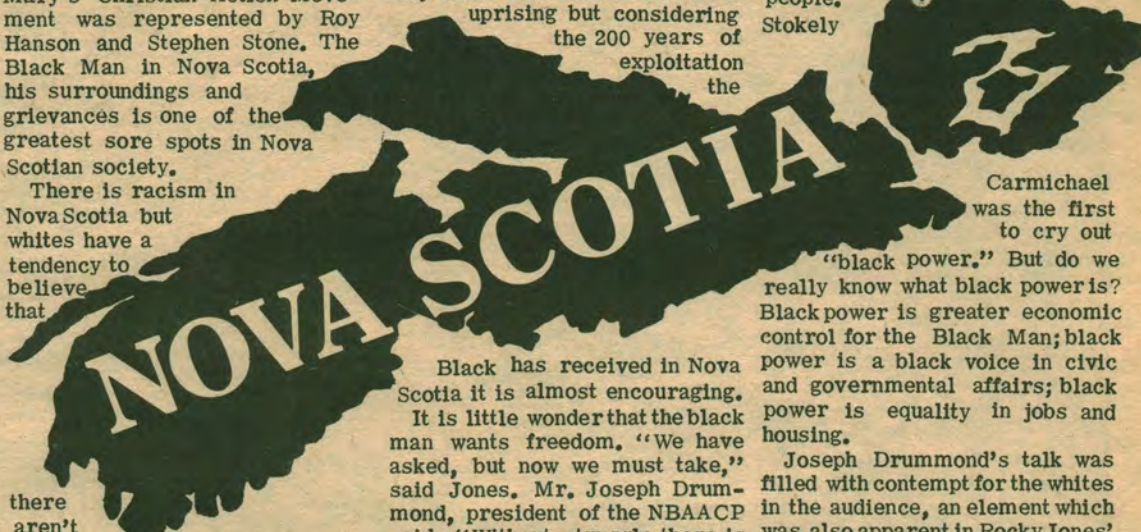 ment was represented by Roy
Hanson and Stephen Stone. The
Black Man in Nova Scotia,
his surroundings and
grievances is one of the
greatest sore spots in Nova
Scotian society.
There is racism in
Nova Scotia but
whites have a
tendency to
believe
that
there
aren't
NOVA SCOTIA
uprising but considering
the 200 years of
exploitation
the
Black has received in Nova
Scotia it is almost encouraging.
It is little wonder that the black
man wants freedom. "We have
asked, but now we must take,"
said Jones. Mr. Joseph Drum-
mond, president of the NBAACP
people.
Stokely
Carmichael
was the first
to cry out
"black power." But do we
really know what black power is?
Black power is greater economic
control for the Black Man; black
power is a black voice in civic
and governmental affairs; black
power is equality in jobs and
housing.
Joseph Drummond's talk was
filled with contempt for the whites
in the audience, an element which
was also apparent in Rocky Jones'